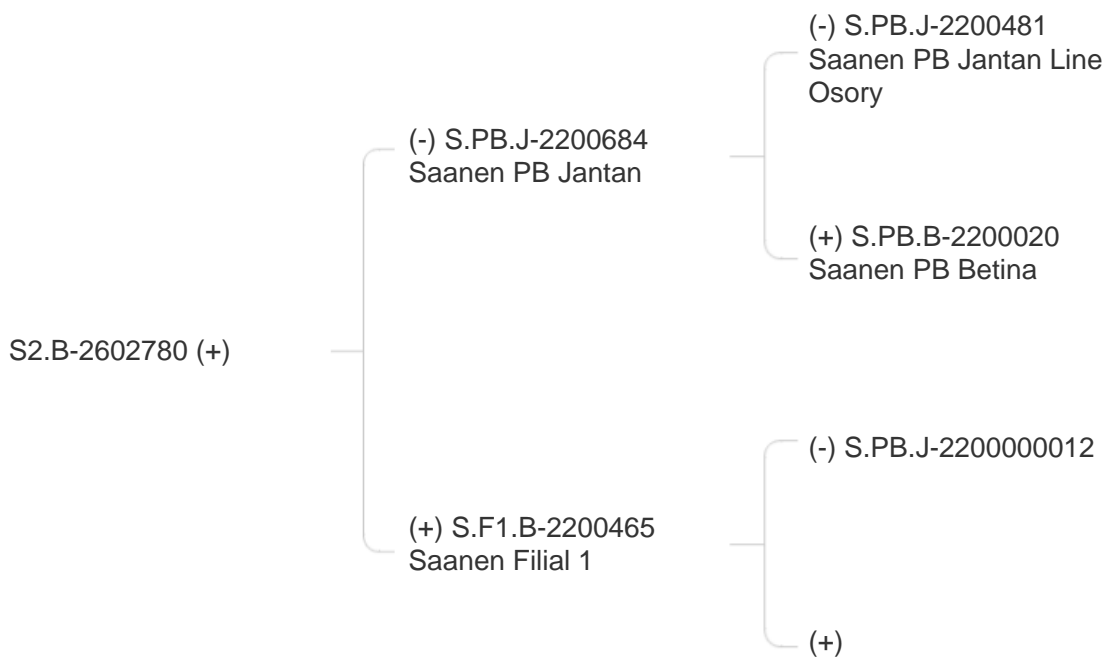 (-) S.PB.J-2200481
Saanen PB Jantan Line
Osory
(-) S.PB.J-2200684
Saanen PB Jantan
(+) S.PB.B-2200020
Saanen PB Betina
S2.B-2602780 (+)
(-) S.PB.J-2200000012
(+) S.F1.B-2200465
Saanen Filial 1
(+)